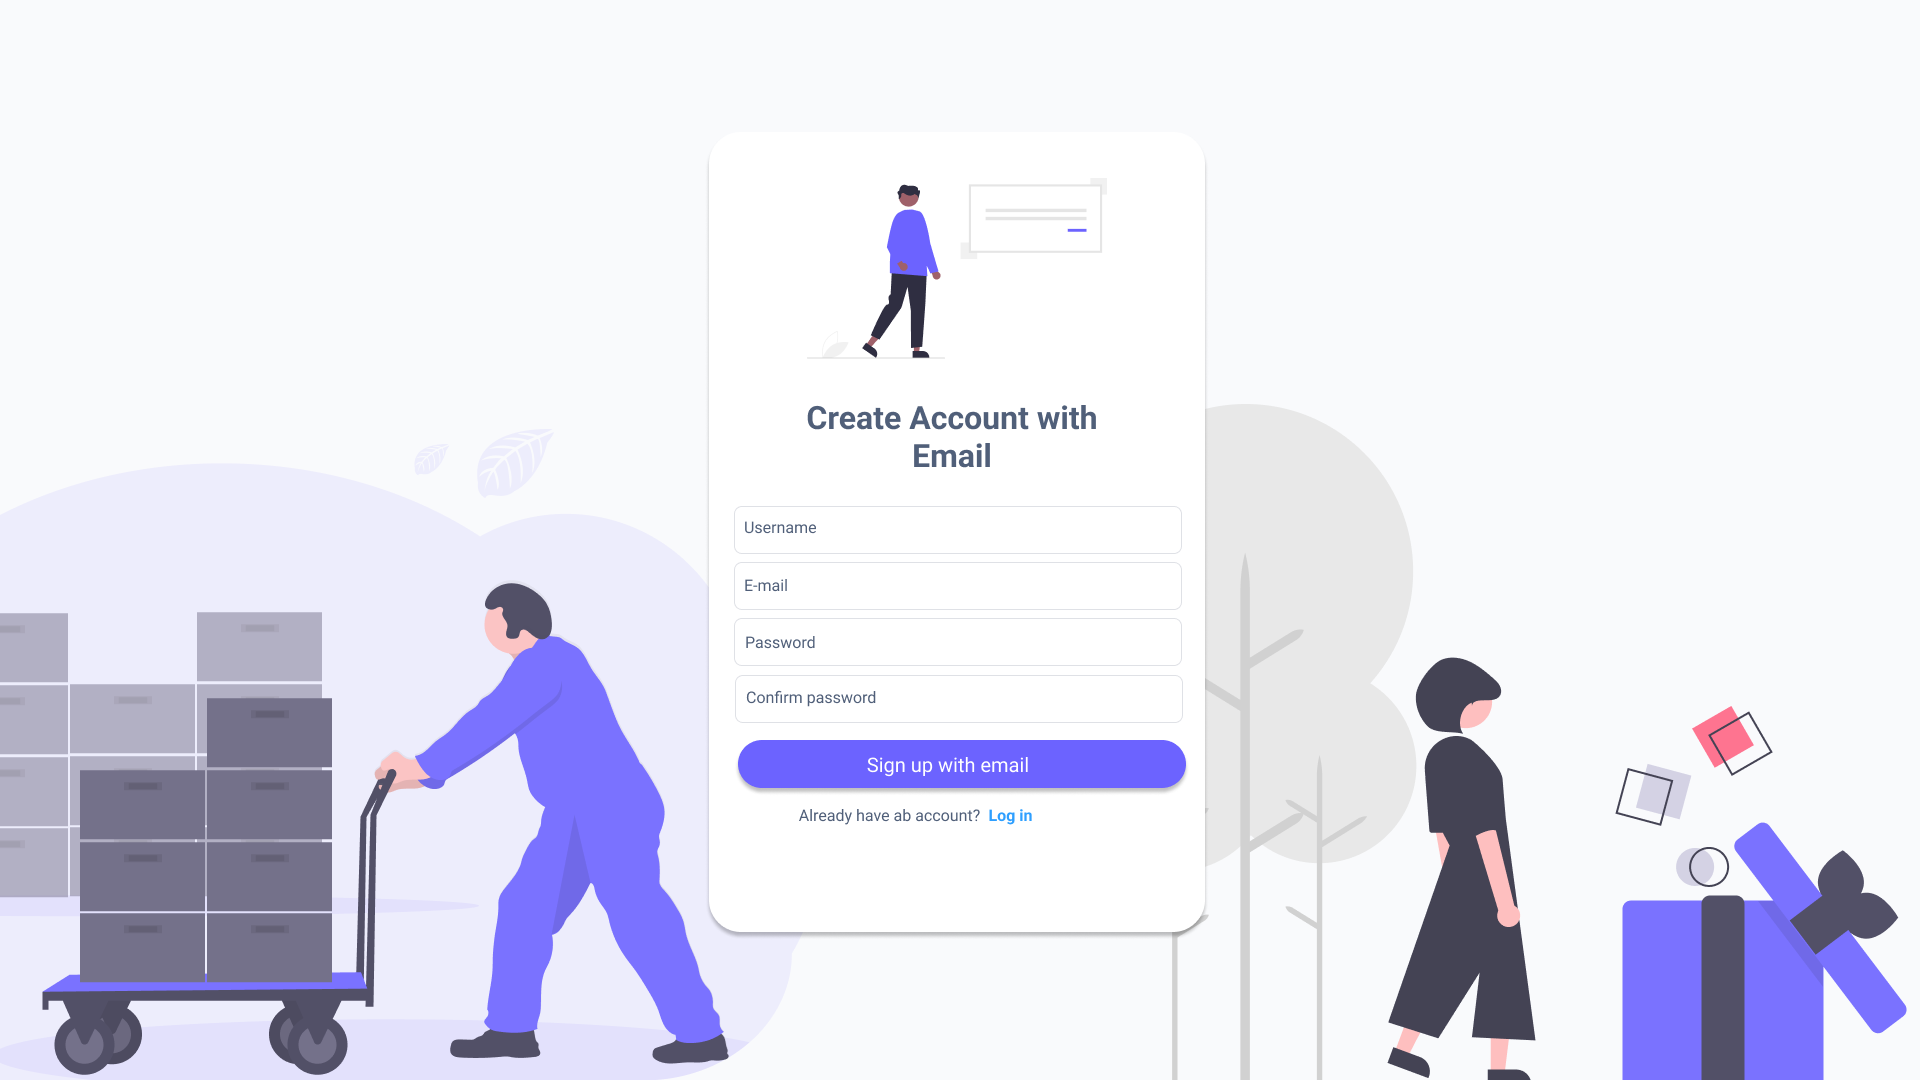 Create Account with
Email
Username
E-mail
Password
Confirm password
Sign up with email
Already have ab account? Log in